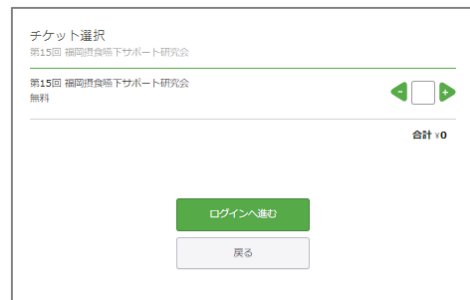 チケット選択
第15回 福岡摂食嚥下サポート研究会
第15回 福岡摂食嚥下サポート研究会
無料
- +
合計 ¥0
ログインへ進む
戻る